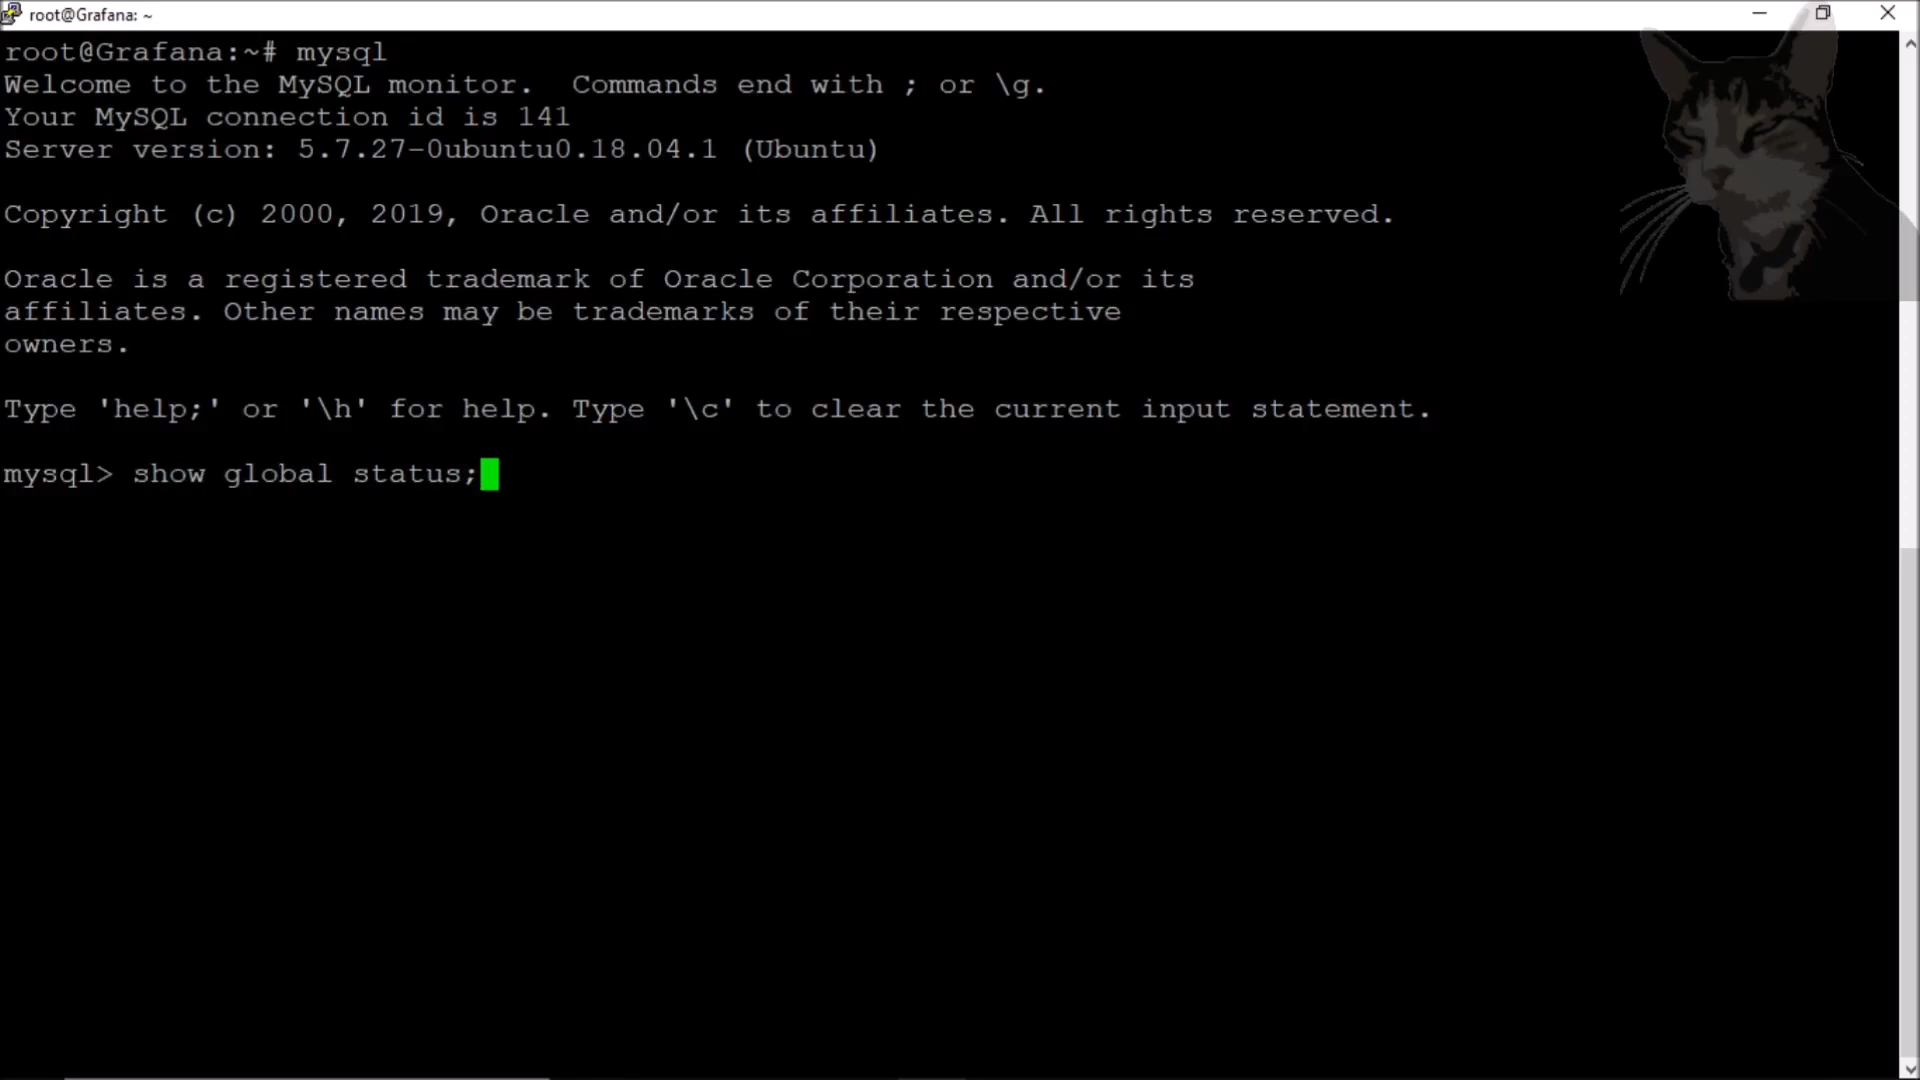 root@Grafana: ~
root@Grafana:~# mysql
Welcome to the MySQL monitor.  Commands end with ; or \g.
Your MySQL connection id is 141
Server version: 5.7.27-0ubuntu0.18.04.1 (Ubuntu)
Copyright (c) 2000, 2019, Oracle and/or its affiliates. All rights reserved.
Oracle is a registered trademark of Oracle Corporation and/or its
affiliates. Other names may be trademarks of their respective
owners.
Type 'help;' or '\h' for help. Type '\c' to clear the current input statement.
mysql> show global status;